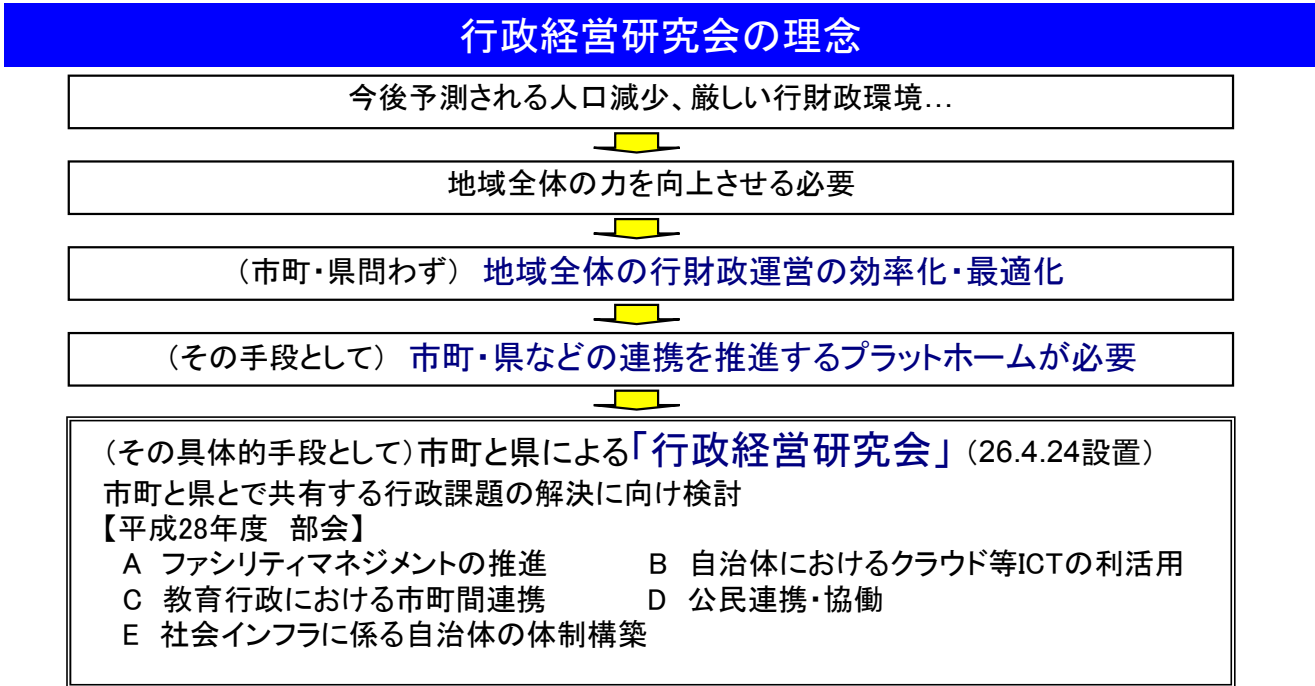 行政経営研究会の理念
今後予測される人口減少、厳しい行財政環境…
地域全体の力を向上させる必要
(市町・県問わず) 地域全体の行財政運営の効率化・最適化
(その手段として) 市町・県などの連携を推進するプラットホームが必要
(その具体的手段として)市町と県による「行政経営研究会」(26.4.24設置)
市町と県とで共有する行政課題の解決に向け検討
【平成28年度 部会】
A ファシリティマネジメントの推進 B 自治体におけるクラウド等ICTの利活用
C 教育行政における市町間連携 D 公民連携・協働
E 社会インフラに係る自治体の体制構築